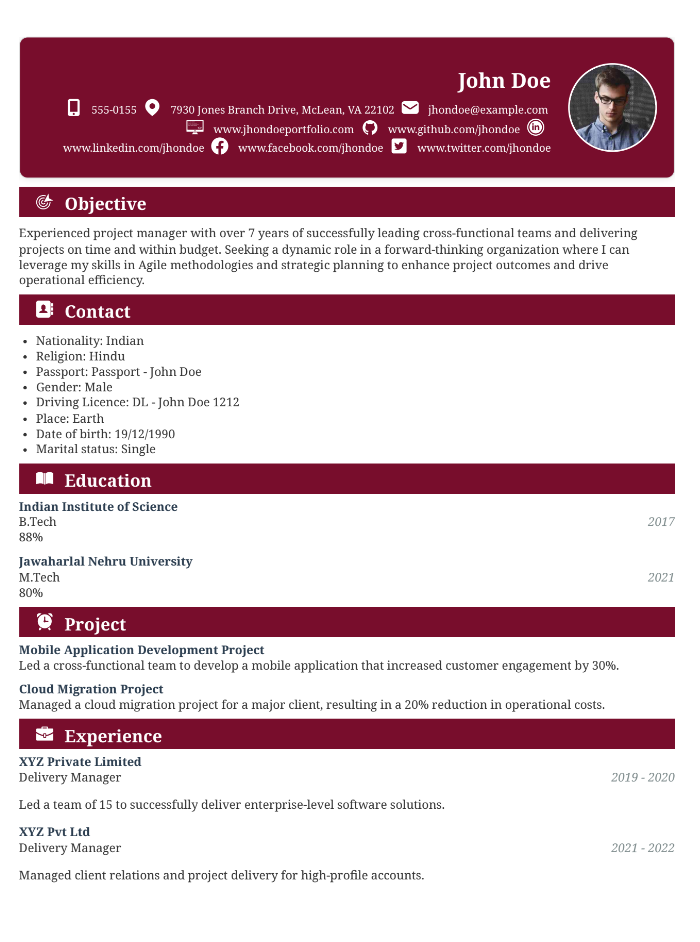 John Doe
555-0155 7930 Jones Branch Drive, McLean, VA 22102 jhondoe@example.com
www.jhondoeportfolio.com www.github.com/jhondoe
www.linkedin.com/jhondoe www.facebook.com/jhondoe www.twitter.com/jhondoe
Objective
Experienced project manager with over 7 years of successfully leading cross-functional teams and delivering
projects on time and within budget. Seeking a dynamic role in a forward-thinking organization where I can
leverage my skills in Agile methodologies and strategic planning to enhance project outcomes and drive
operational efficiency.
Contact
• Nationality: Indian
• Religion: Hindu
• Passport: Passport - John Doe
• Gender: Male
• Driving Licence: DL - John Doe 1212
• Place: Earth
• Date of birth: 19/12/1990
• Marital status: Single
Education
Indian Institute of Science
B.Tech 2017
88%
Jawaharlal Nehru University
M.Tech 2021
80%
Project
Mobile Application Development Project
Led a cross-functional team to develop a mobile application that increased customer engagement by 30%.
Cloud Migration Project
Managed a cloud migration project for a major client, resulting in a 20% reduction in operational costs.
Experience
XYZ Private Limited
Delivery Manager 2019 - 2020
Led a team of 15 to successfully deliver enterprise-level software solutions.
XYZ Pvt Ltd
Delivery Manager 2021 - 2022
Managed client relations and project delivery for high-profile accounts.